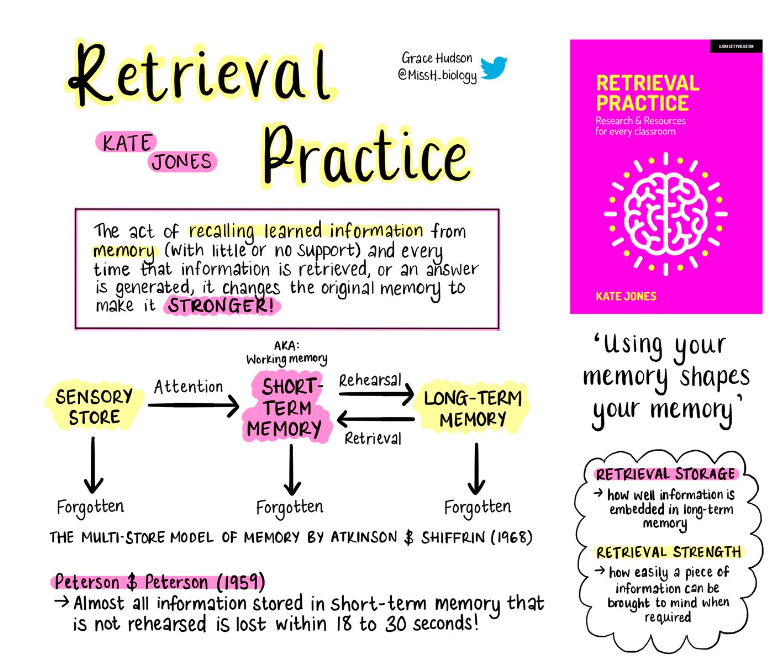 Retrieval
Practice
KATE
JONES
Grace Hudson
@MissH_biology
The act of recalling learned information from
memory (with little or no support) and every
time that information is retrieved, or an answer
is generated, it changes the original memory to
make it STRONGER!
AKA:
Working memory
SENSORY
STORE
Attention
SHORT-
TERM
MEMORY
Rehearsal
Retrieval
LONG-TERM
MEMORY
Forgotten
Forgotten
Forgotten
THE MULTI-STORE MODEL OF MEMORY BY ATKINSON & SHIFFRIN (1968)
Peterson & Peterson (1959)
→ Almost all information stored in short-term memory that
is not rehearsed is lost within 18 to 30 seconds!
A JOHN CATT PUBLICATION
RETRIEVAL
PRACTICE
Research & Resources
for every classroom
KATE JONES
'Using your
memory shapes
your memory'
RETRIEVAL STORAGE
→ how well information is
embedded in long-term
memory
RETRIEVAL STRENGTH
→ how easily a piece of
information can be
brought to mind when
required